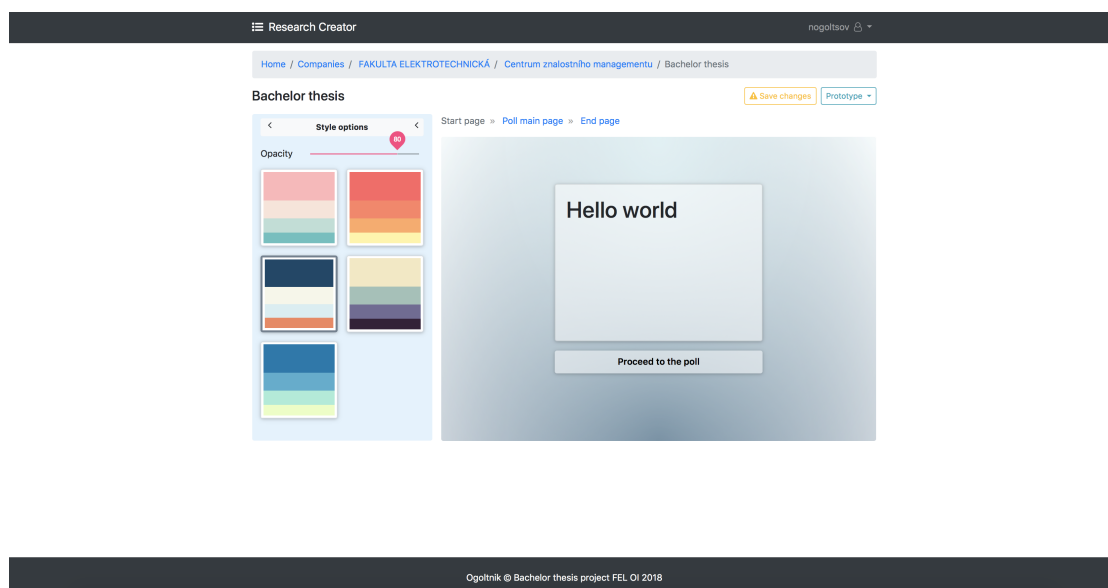 Research Creator
nogoltsov
Home / Companies / FAKULTA ELEKTROTECHNICKÁ / Centrum znalostního managementu / Bachelor thesis
Bachelor thesis
Save changes
Prototype
Style options
Start page » Poll main page » End page
80
Opacity
Hello world
Proceed to the poll
Ogoltnik © Bachelor thesis project FEL OI 2018